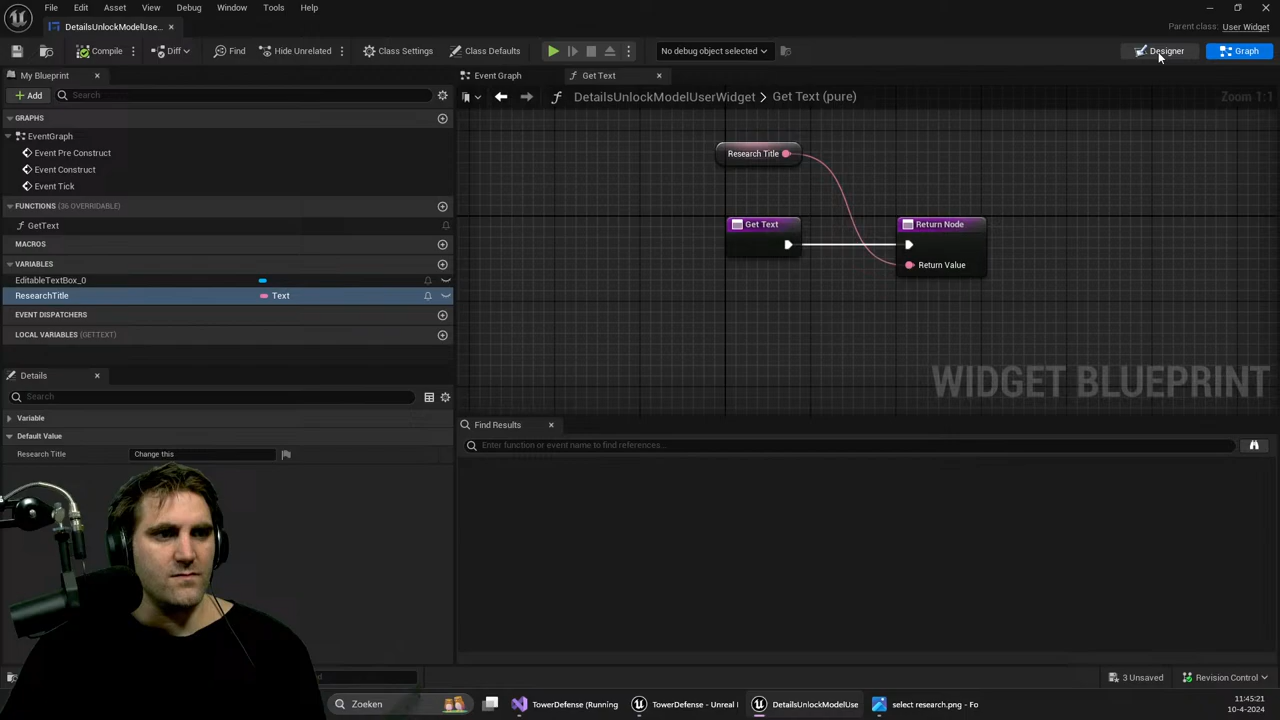 File Edit Asset View Debug Window Tools Help
DetailsUnlockModelUse...
Parent class: User Widget
Compile Diff Find Hide Unrelated Class Settings Class Defaults No debug object selected Designer Graph
My Blueprint
Event Graph Get Text
Add Search
DetailsUnlockModelUserWidget > Get Text (pure)
Zoom 1:1
GRAPHS
EventGraph
Event Pre Construct
Event Construct
Event Tick
FUNCTIONS (36 OVERRIDABLE)
GetText
MACROS
VARIABLES
EditableTextBox_0
ResearchTitle Text
EVENT DISPATCHERS
LOCAL VARIABLES (GETTEXT)
Research Title
Get Text
Return Node
Return Value
WIDGET BLUEPRINT
Details
Search
Variable
Default Value
Research Title Change this
Find Results
Enter function or event name to find references...
3 Unsaved Revision Control
Zoeken
TowerDefense (Running
TowerDefense - Unreal
DetailsUnlockModelUse
select research.png - Fo
11:45:21
10-4-2024